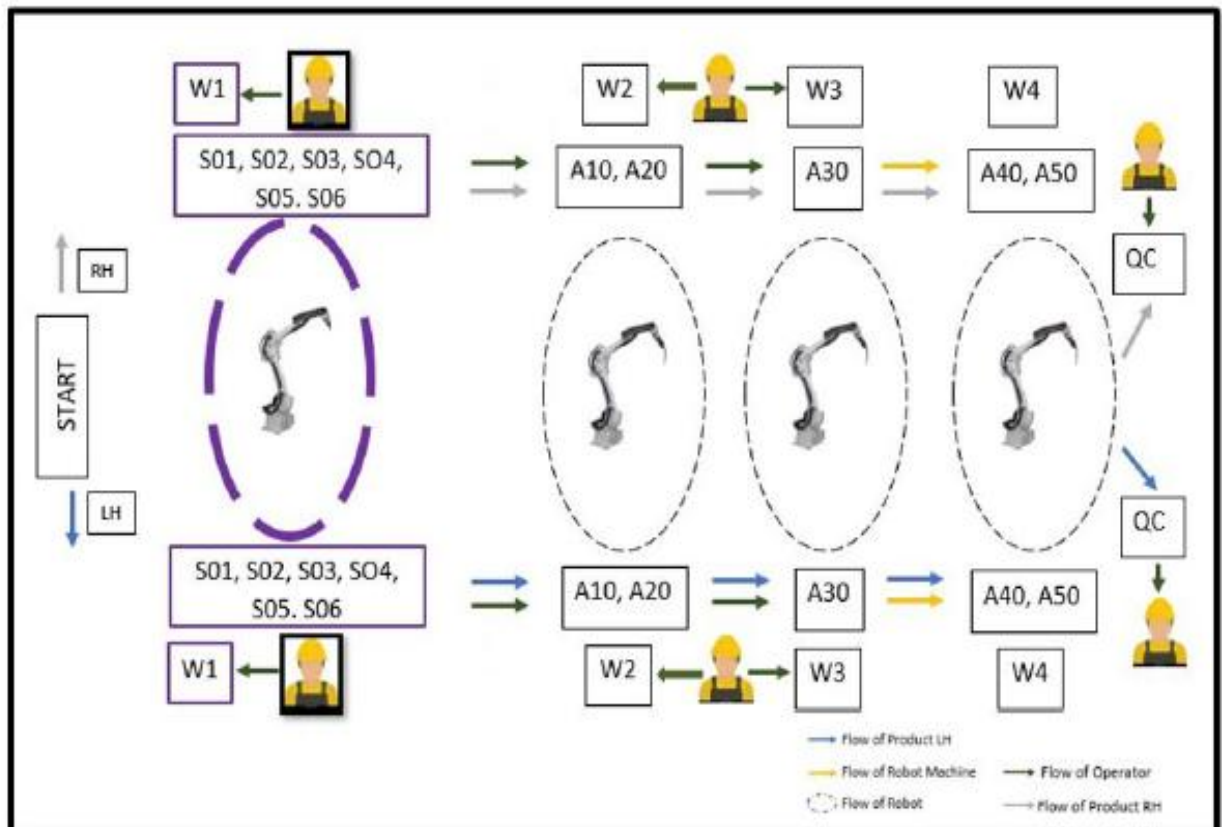 W1
W2
W3
W4
S01, S02, S03, SO4,
S05. S06
A10, A20
A30
A40, A50
RH
QC
START
LH
QC
S01, S02, S03, SO4,
S05. S06
A10, A20
A30
A40, A50
W1
W2
W3
W4
Flow of Product LH
Flow of Robot Machine
Flow of Operator
Flow of Robot
Flow of Product RH